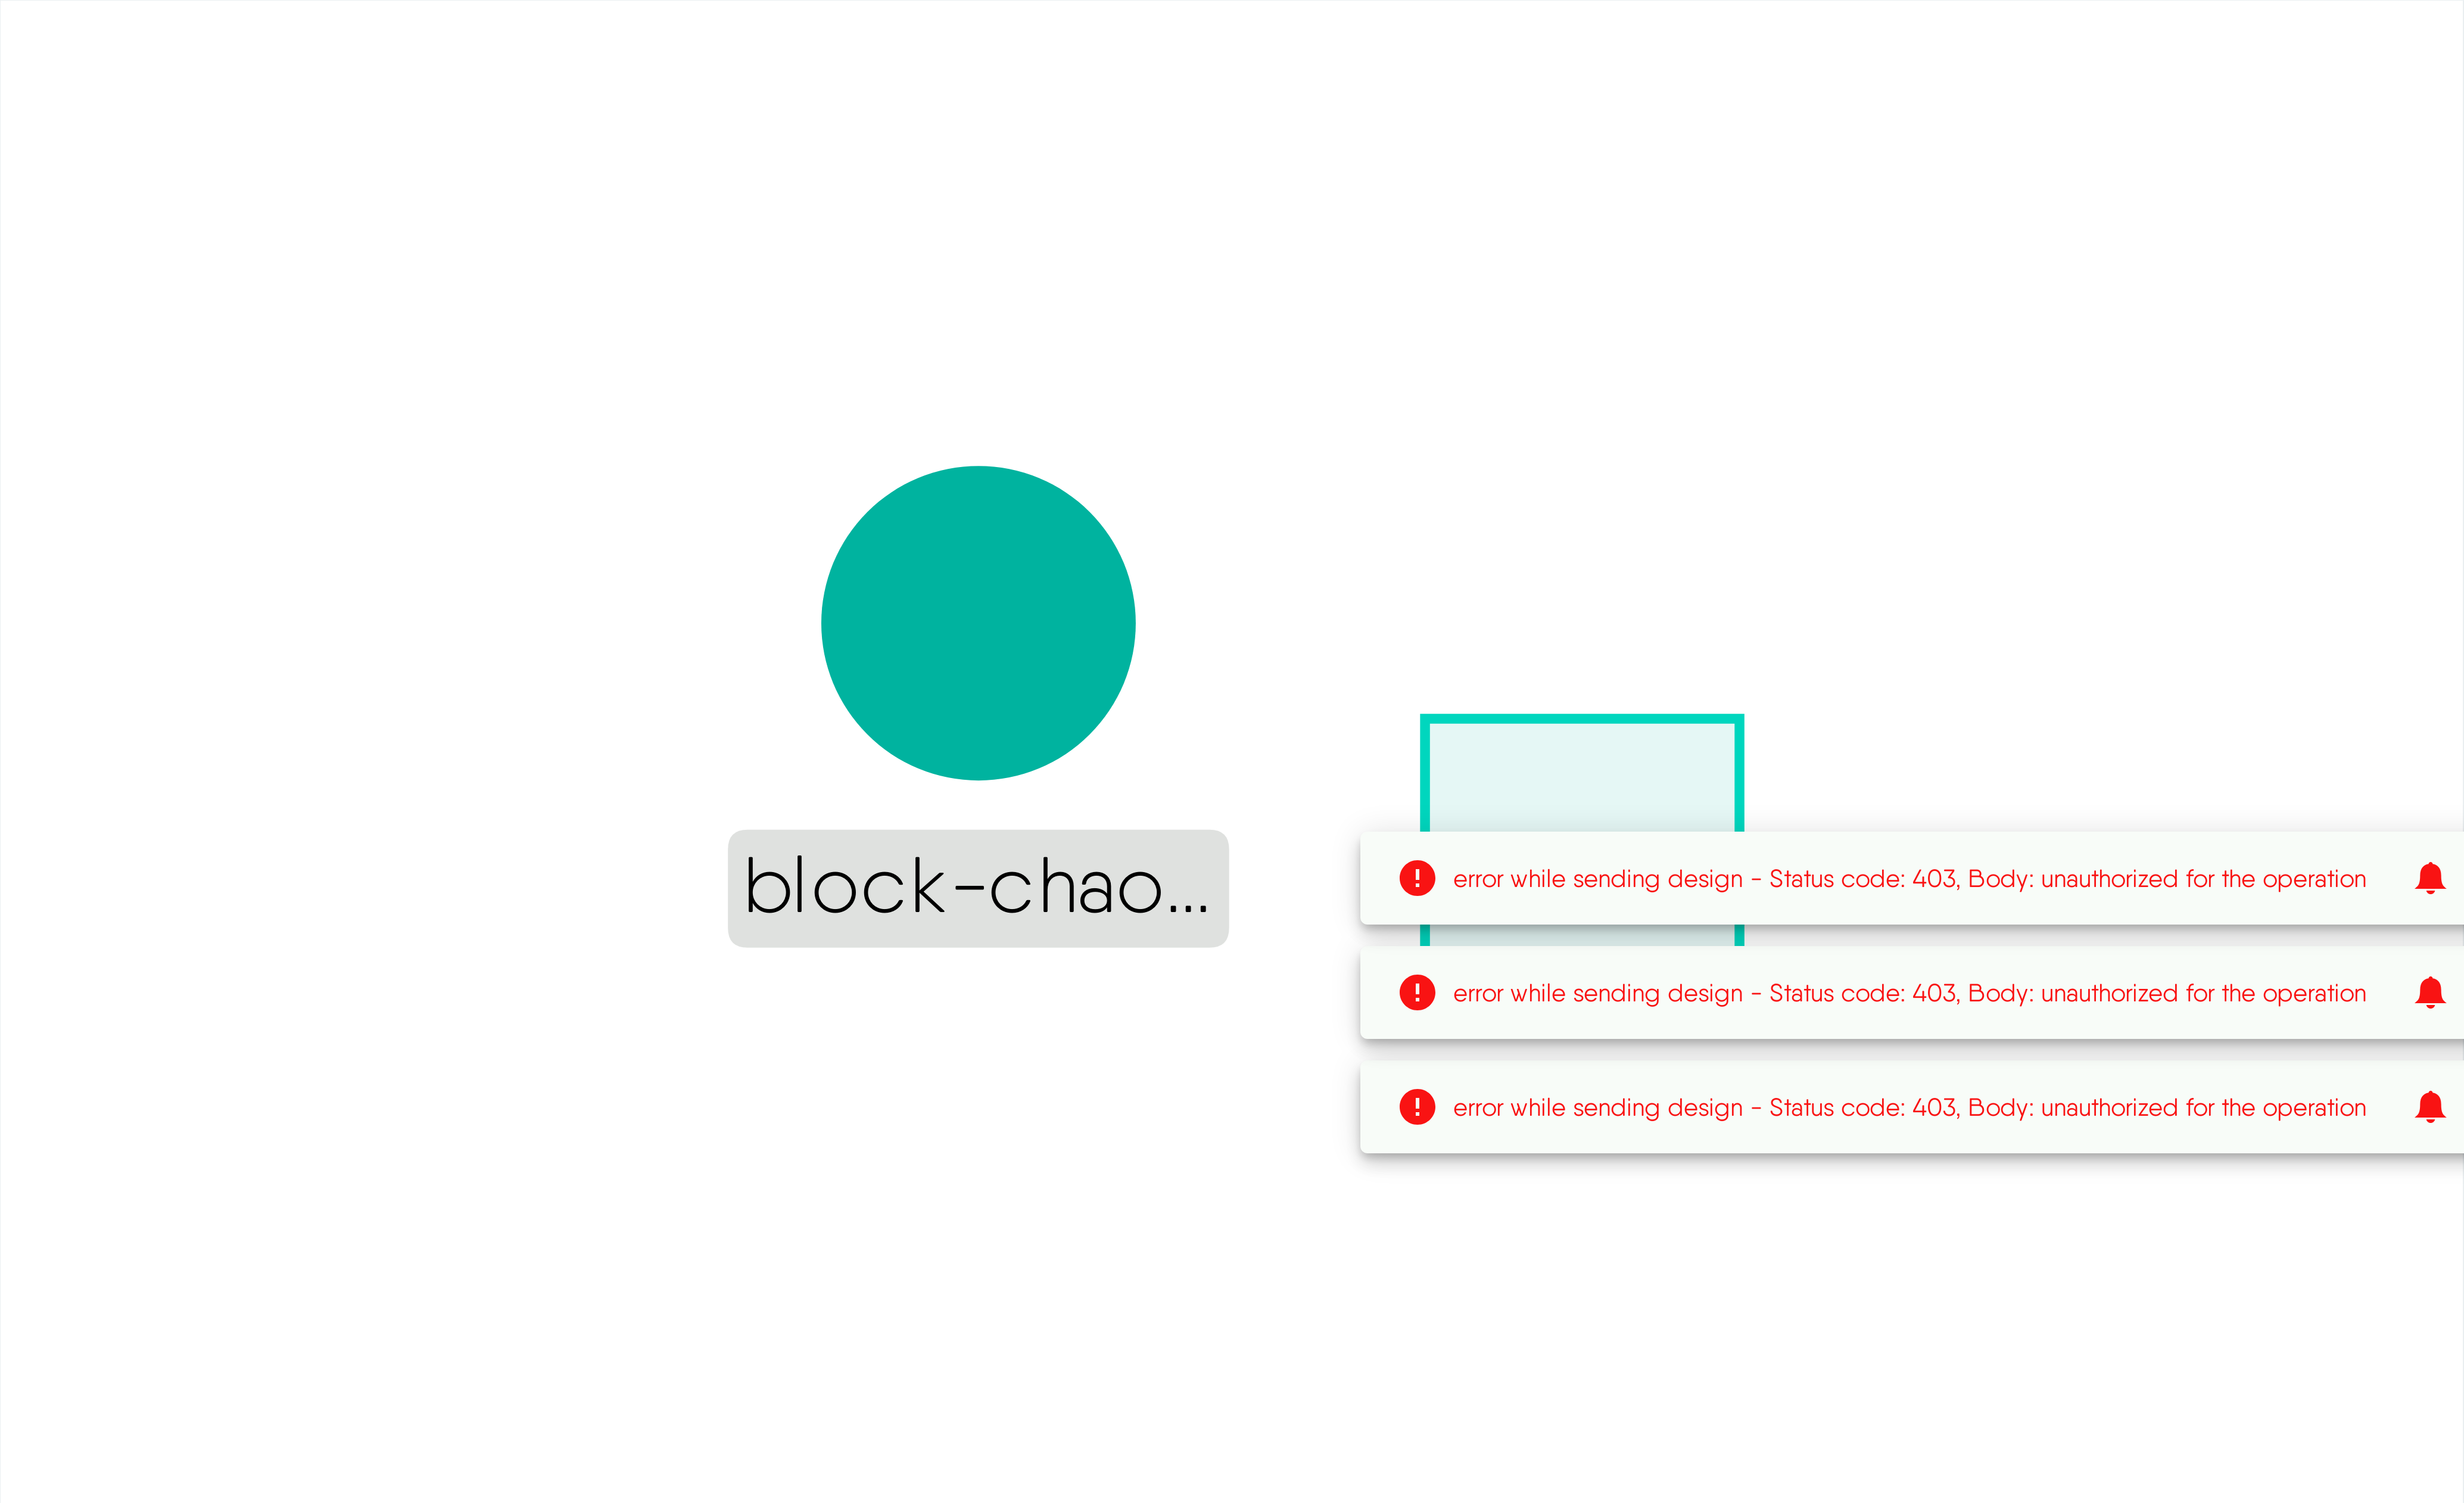 block-chao...
error while sending design - Status code: 403, Body: unauthorized for the operation
error while sending design - Status code: 403, Body: unauthorized for the operation
error while sending design - Status code: 403, Body: unauthorized for the operation